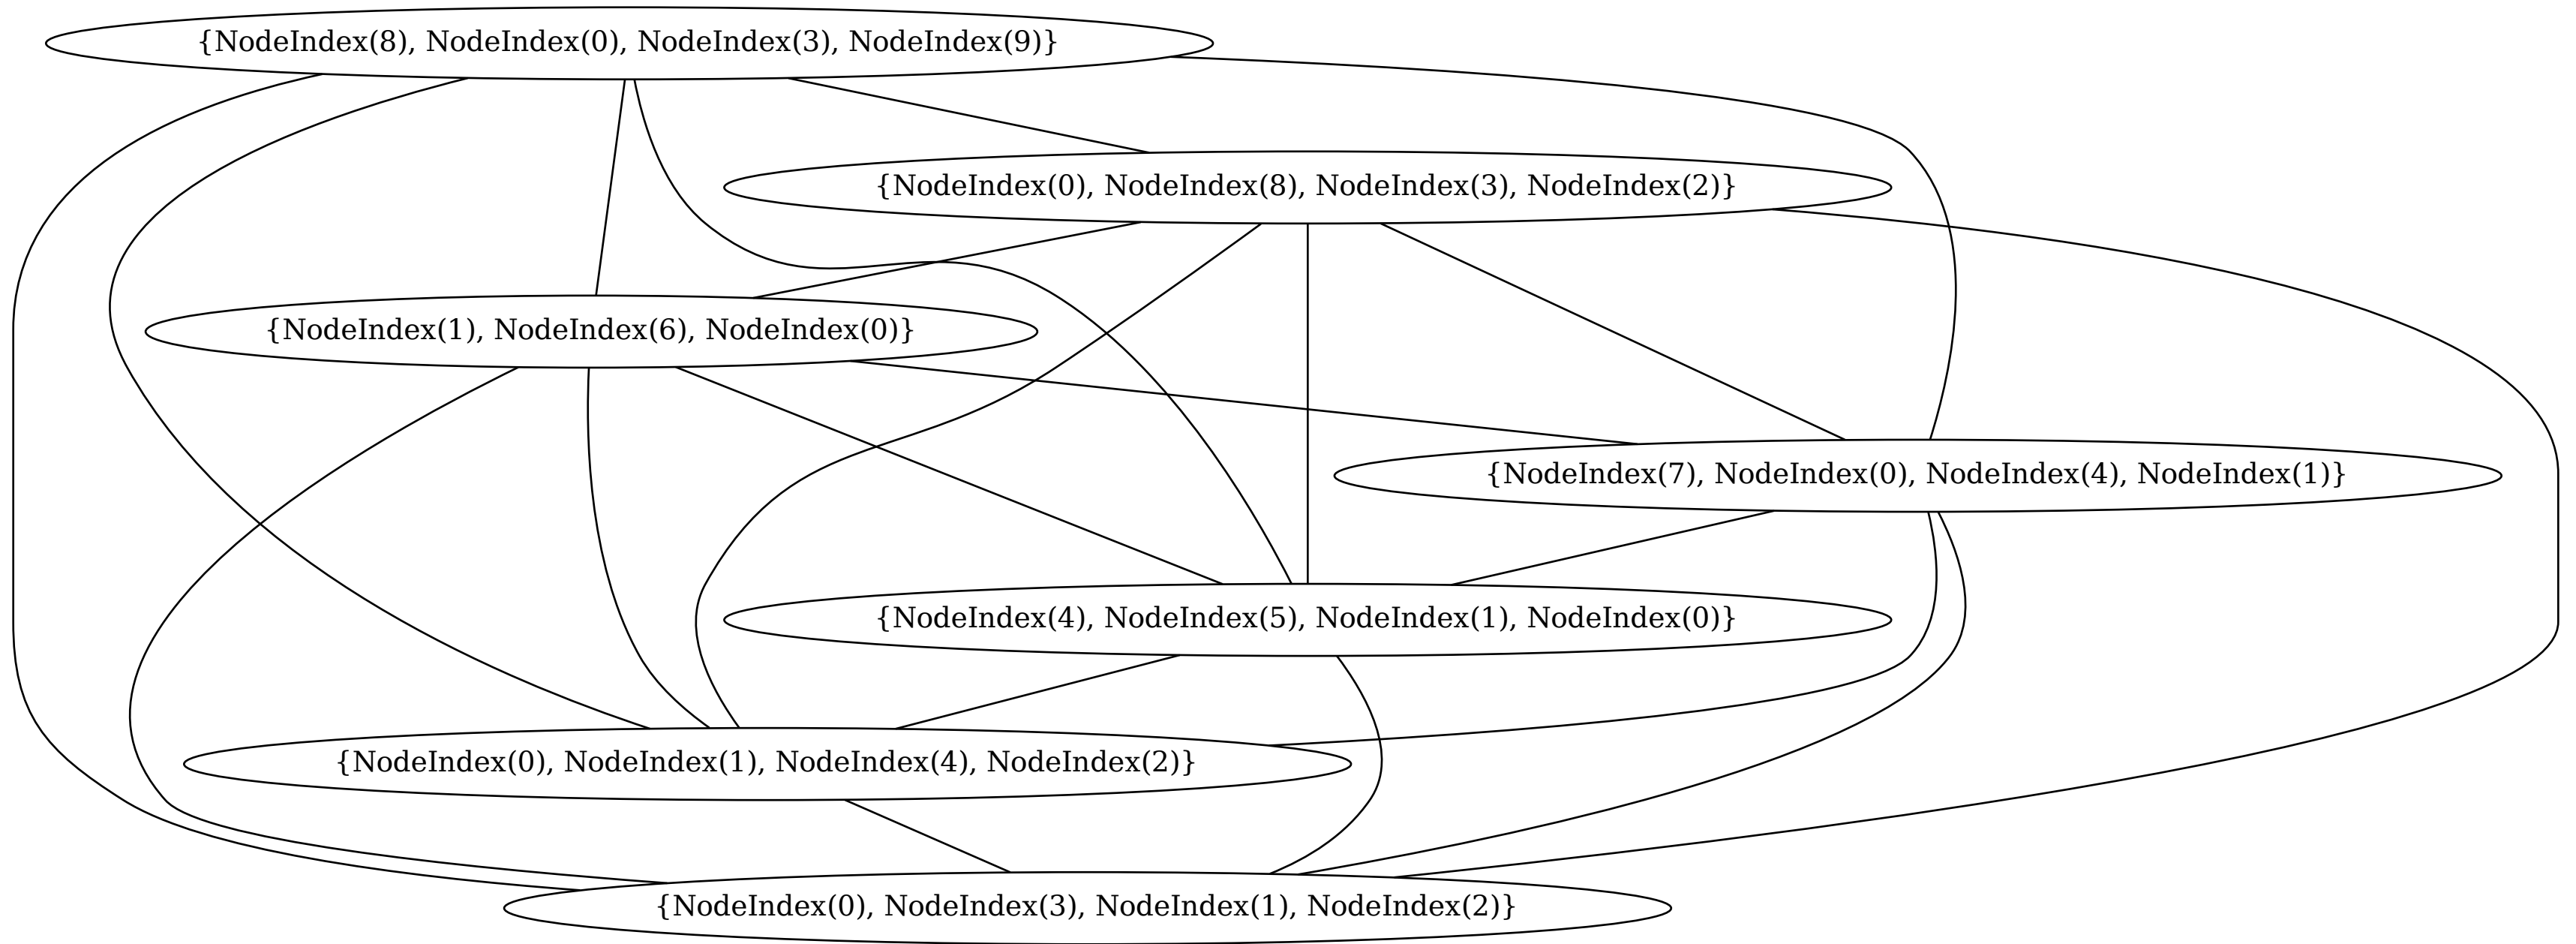 {NodeIndex(8), NodeIndex(0), NodeIndex(3), NodeIndex(9)}
{NodeIndex(0), NodeIndex(8), NodeIndex(3), NodeIndex(2)}
{NodeIndex(1), NodeIndex(6), NodeIndex(0)}
{NodeIndex(7), NodeIndex(0), NodeIndex(4), NodeIndex(1)}
{NodeIndex(4), NodeIndex(5), NodeIndex(1), NodeIndex(0)}
{NodeIndex(0), NodeIndex(1), NodeIndex(4), NodeIndex(2)}
{NodeIndex(0), NodeIndex(3), NodeIndex(1), NodeIndex(2)}